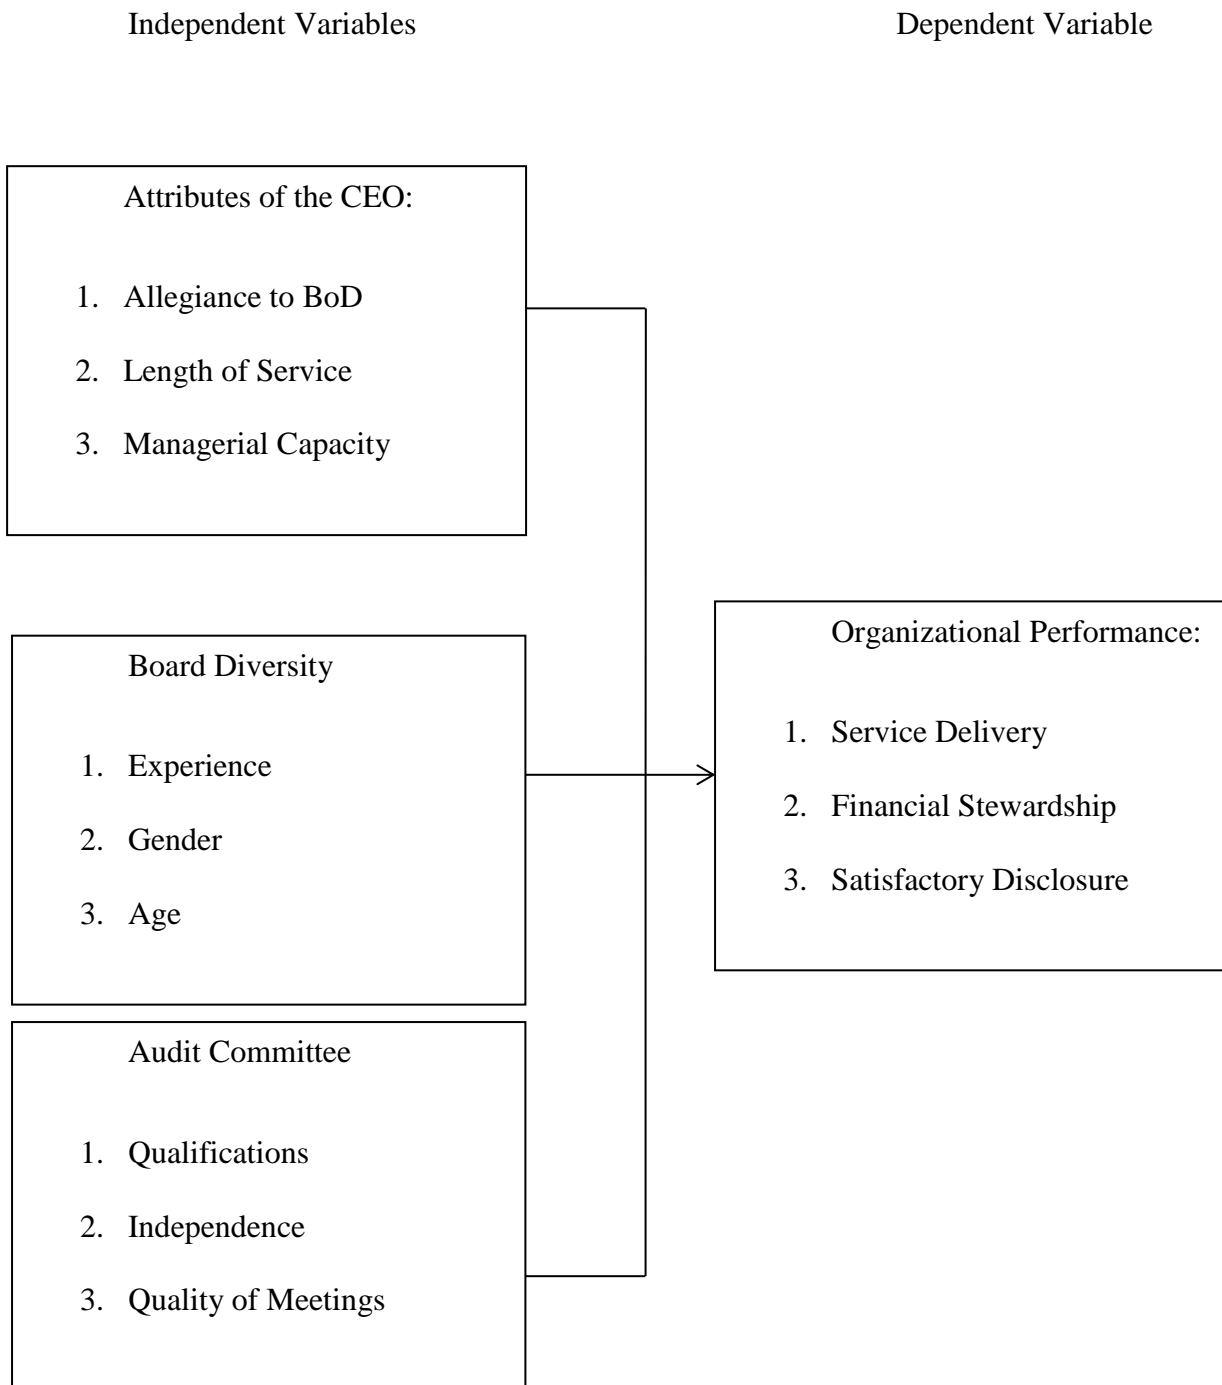 Independent Variables
Dependent Variable
Attributes of the CEO:
1. Allegiance to BoD
2. Length of Service
3. Managerial Capacity
Board Diversity
1. Experience
2. Gender
3. Age
Organizational Performance:
1. Service Delivery
2. Financial Stewardship
3. Satisfactory Disclosure
Audit Committee
1. Qualifications
2. Independence
3. Quality of Meetings